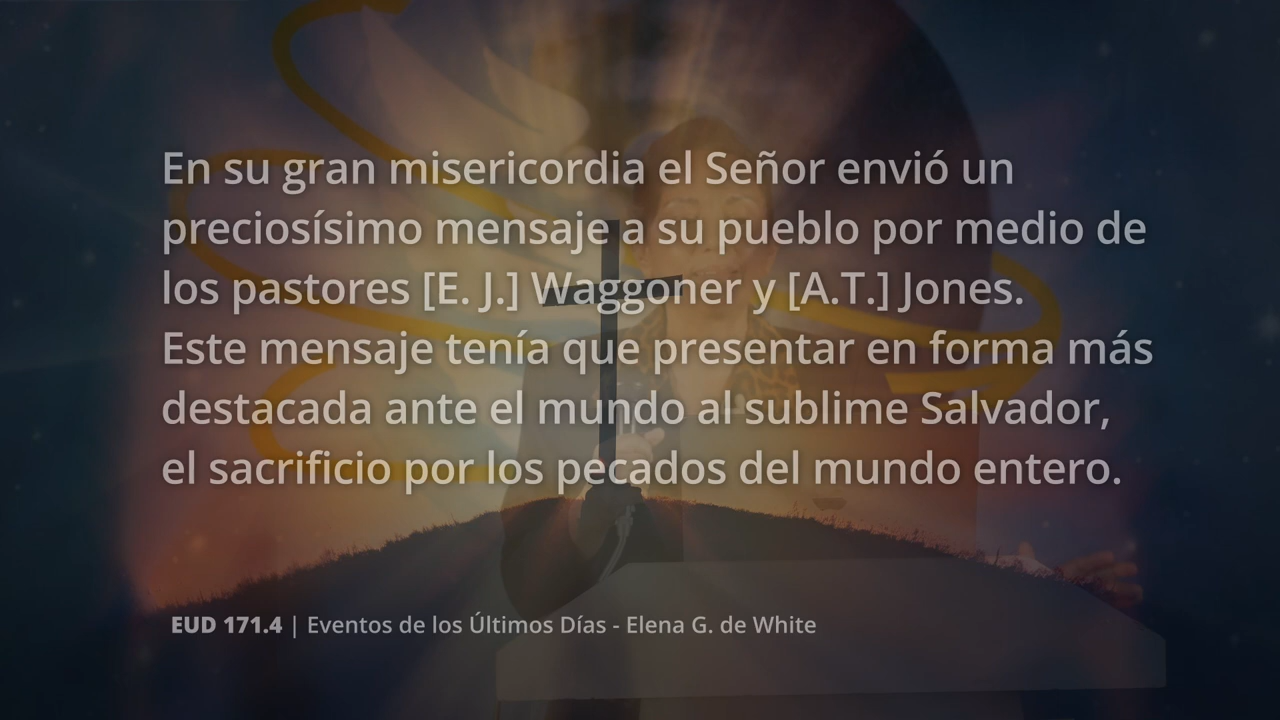 En su gran misericordia el Señor envió un
preciosísimo mensaje a su pueblo por medio de
los pastores [E. J.] Waggoner y [A.T.] Jones.
Este mensaje tenía que presentar en forma más
destacada ante el mundo al sublime Salvador,
el sacrificio por los pecados del mundo entero.
EUD 171.4 | Eventos de los Últimos Días - Elena G. de White